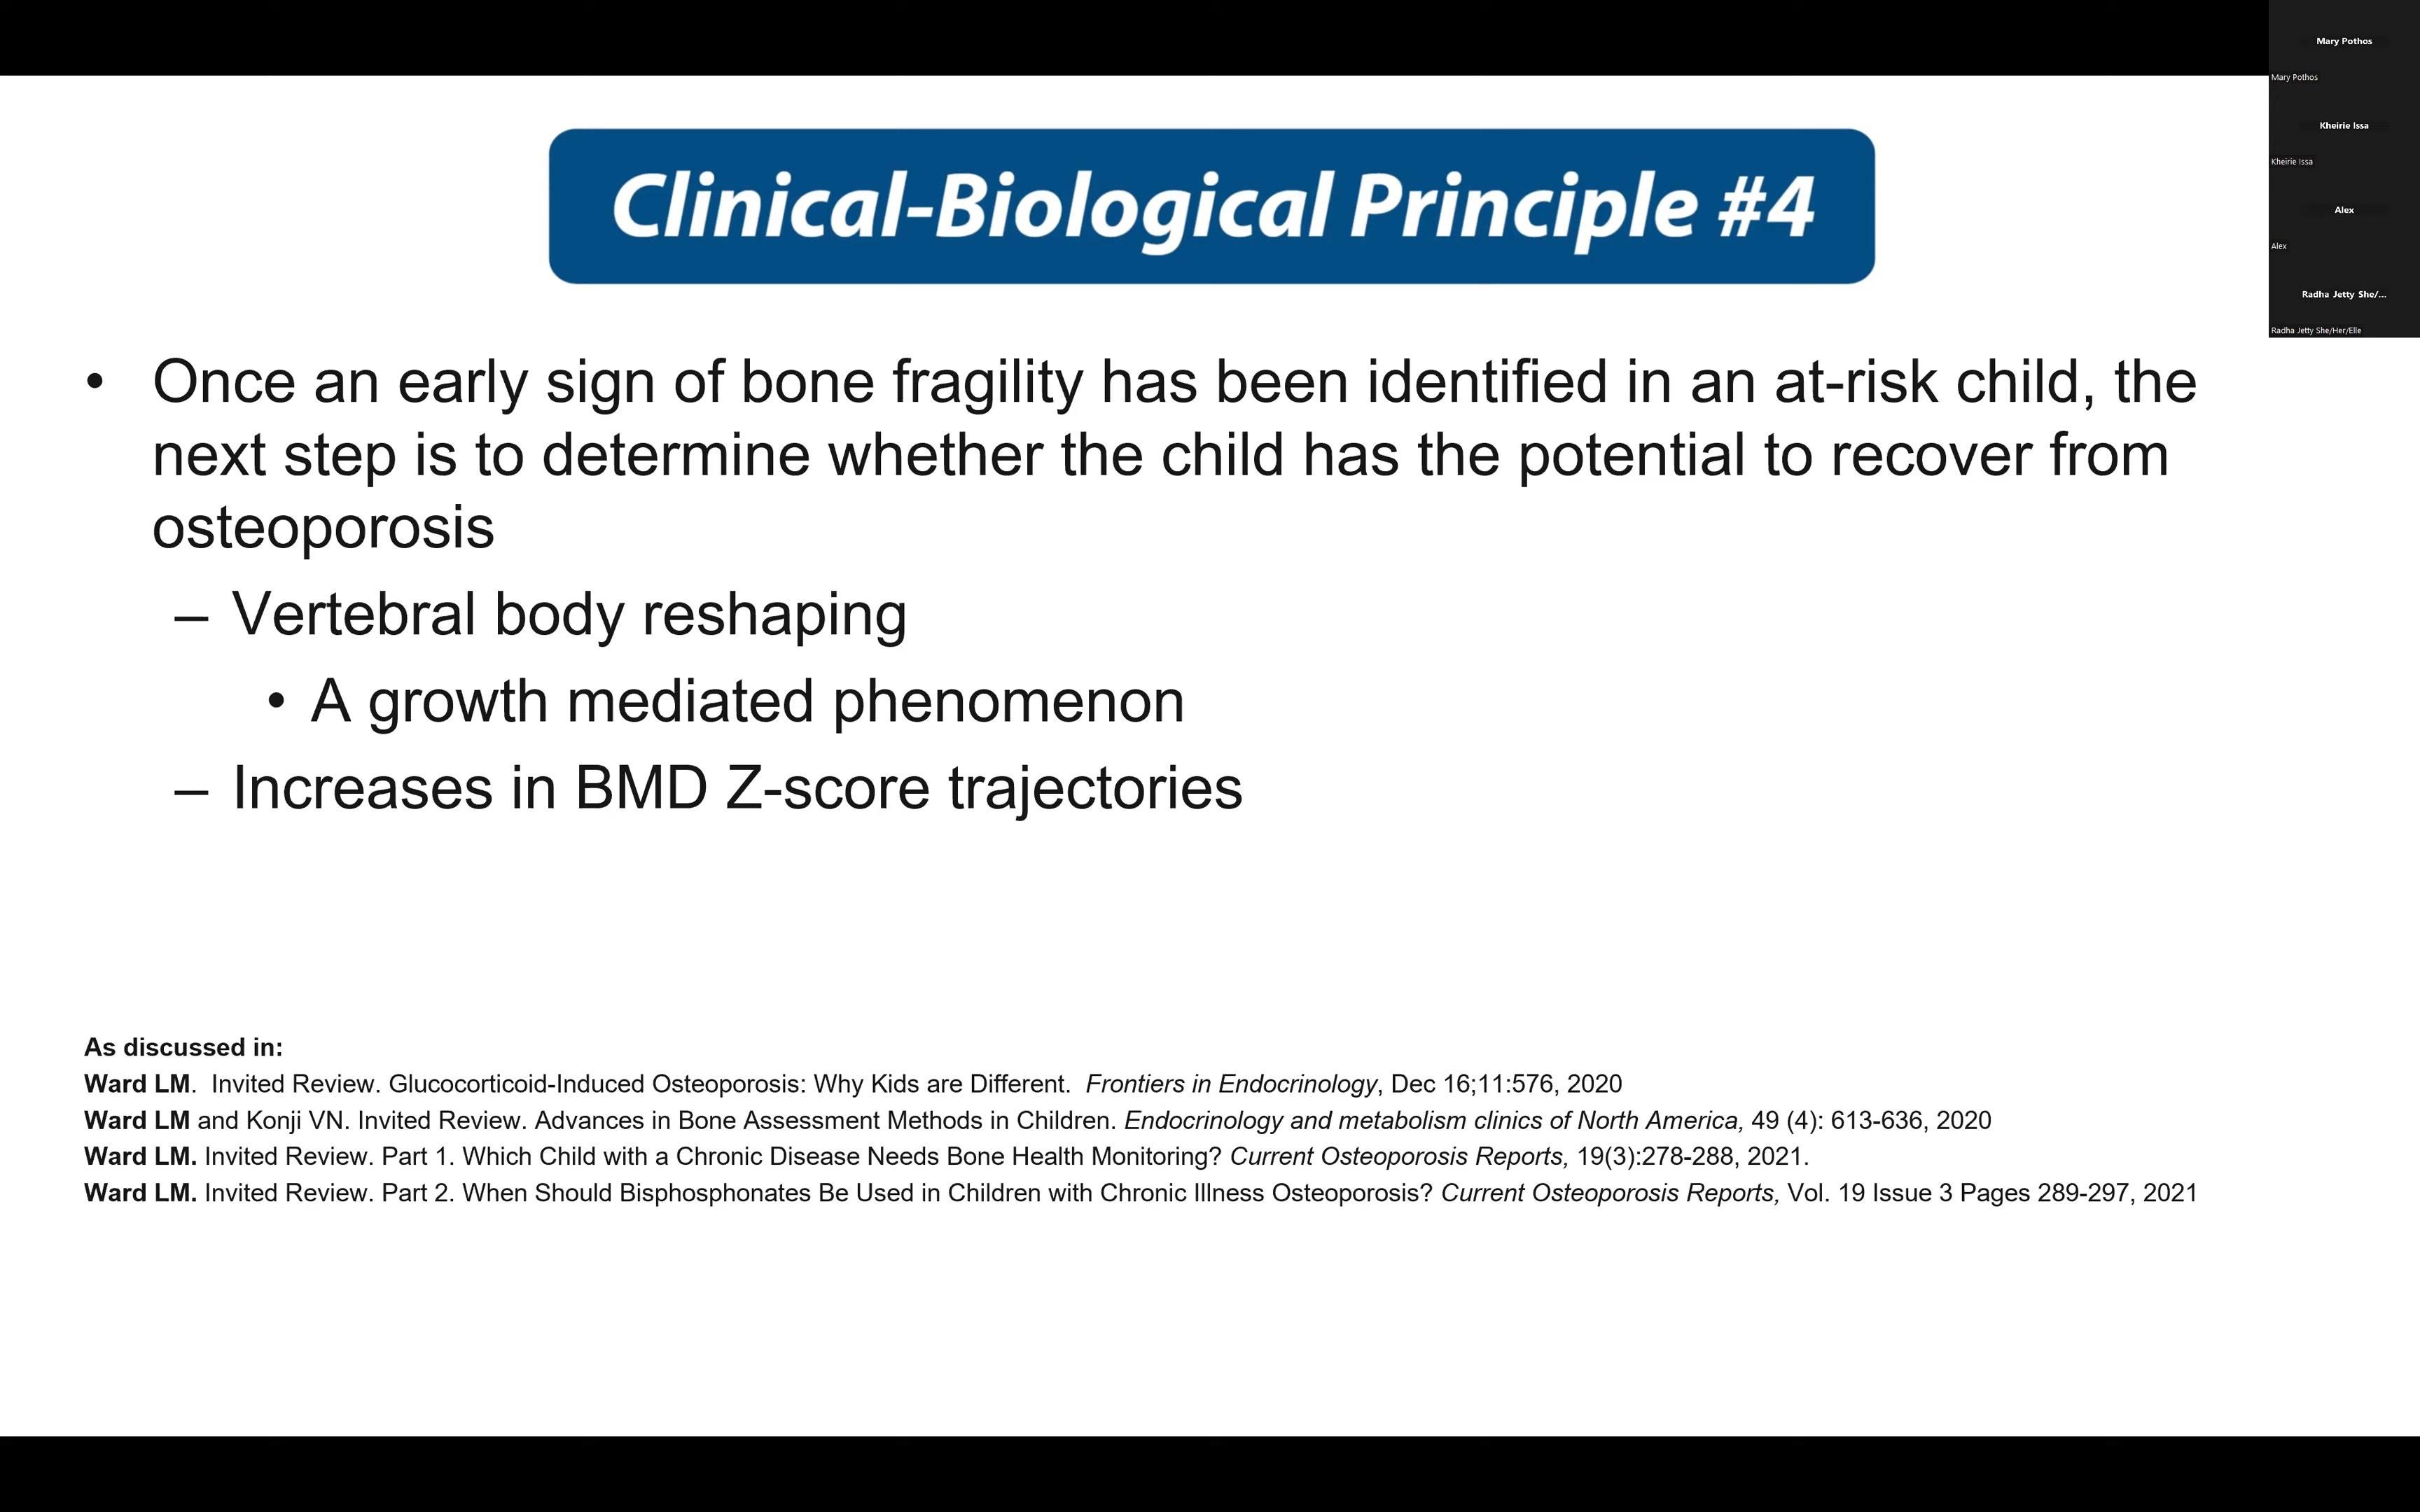 Clinical-Biological Principle #4
• Once an early sign of bone fragility has been identified in an at-risk child, the
next step is to determine whether the child has the potential to recover from
osteoporosis
– Vertebral body reshaping
• A growth mediated phenomenon
– Increases in BMD Z-score trajectories
As discussed in:
Ward LM. Invited Review. Glucocorticoid-Induced Osteoporosis: Why Kids are Different. Frontiers in Endocrinology, Dec 16;11:576, 2020
Ward LM and Konji VN. Invited Review. Advances in Bone Assessment Methods in Children. Endocrinology and metabolism clinics of North America, 49 (4): 613-636, 2020
Ward LM. Invited Review. Part 1. Which Child with a Chronic Disease Needs Bone Health Monitoring? Current Osteoporosis Reports, 19(3):278-288, 2021.
Ward LM. Invited Review. Part 2. When Should Bisphosphonates Be Used in Children with Chronic Illness Osteoporosis? Current Osteoporosis Reports, Vol. 19 Issue 3 Pages 289-297, 2021
Mary Pothos
Mary Pothos
Kheirie Issa
Kheirie Issa
Alex
Alex
Radha Jetty She/...
Radha Jetty She/Her/Elle